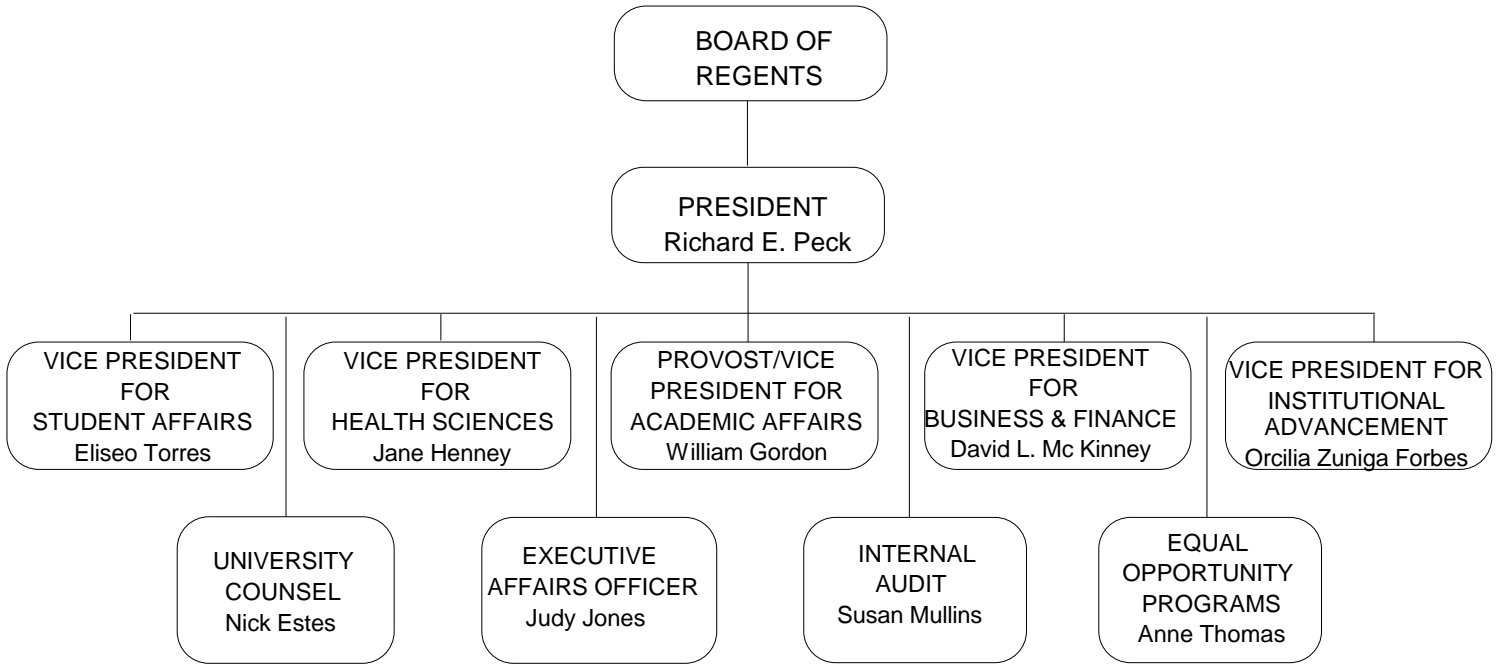 BOARD OF
REGENTS
PRESIDENT
Richard E. Peck
VICE PRESIDENT
FOR
STUDENT AFFAIRS
Eliseo Torres
VICE PRESIDENT
FOR
HEALTH SCIENCES
Jane Henney
PROVOST/VICE
PRESIDENT FOR
ACADEMIC AFFAIRS
William Gordon
VICE PRESIDENT
FOR
BUSINESS & FINANCE
David L. Mc Kinney
VICE PRESIDENT FOR
INSTITUTIONAL
ADVANCEMENT
Orcilia Zuniga Forbes
UNIVERSITY
COUNSEL
Nick Estes
EXECUTIVE
AFFAIRS OFFICER
Judy Jones
INTERNAL
AUDIT
Susan Mullins
EQUAL
OPPORTUNITY
PROGRAMS
Anne Thomas